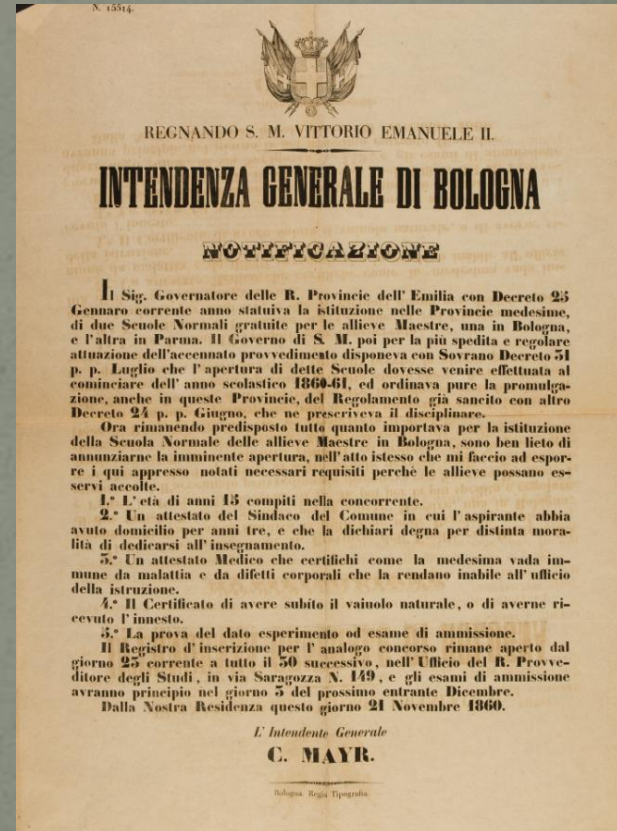 N. 15514.
REGNANDO S. M. VITTORIO EMANUELE II.
INTENDENZA GENERALE DI BOLOGNA
NOTIFICAZIONE
Il Sig. Governatore delle R. Provincie dell' Emilia con Decreto 25
Gennaro corrente anno statuiva la istituzione nelle Provincie medesime,
di due Scuole Normali gratuite per le allieve Maestre, una in Bologna,
e l'altra in Parma. Il Governo di S. M. poi per la più spedita e regolare
attuazione dell'accennato provvedimento disponeva con Sovrano Decreto 31
p. p. Luglio che l'apertura di dette Scuole dovesse venire effettuata al
cominciare dell' anno scolastico 1860-61, ed ordinava pure la promulga-
zione, anche in queste Provincie, del Regolamento già sancito con altro
Decreto 24 p. p. Giugno, che ne prescriveva il disciplinare.
Ora rimanendo predisposto tutto quanto importava per la istituzione
della Scuola Normale delle allieve Maestre in Bologna, sono ben lieto di
annunziarne la imminente apertura, nell'atto istesso che mi faccio ad espor-
re i qui appresso notati necessari requisiti perchè le allieve possano es-
servi accolte.
1.° L'età di anni 15 compiti nella concorrente.
2.° Un attestato del Sindaco del Comune in cui l'aspirante abbia
avuto domicilio per anni tre, e che la dichiari degna per distinta mora-
lità di dedicarsi all'insegnamento.
3.° Un attestato Medico che certifichi come la medesima vada im-
mune da malattia e da difetti corporali che la rendano inabile all' ufficio
della istruzione.
4.° Il Certificato di avere subìto il vaiuolo naturale, o di averne ri-
cevuto l'innesto.
5.° La prova del dato esperimento od esame di ammissione.
Il Registro d'inscrizione per l'analogo concorso rimane aperto dal
giorno 25 corrente a tutto il 30 successivo, nell'Ufficio del R. Provve-
ditore degli Studi, in via Saragozza N. 149, e gli esami di ammissione
avranno principio nel giorno 3 del prossimo entrante Dicembre.
Dalla Nostra Residenza questo giorno 21 Novembre 1860.
L'Intendente Generale
C. MAYR.
Bologna Regia Tipografia